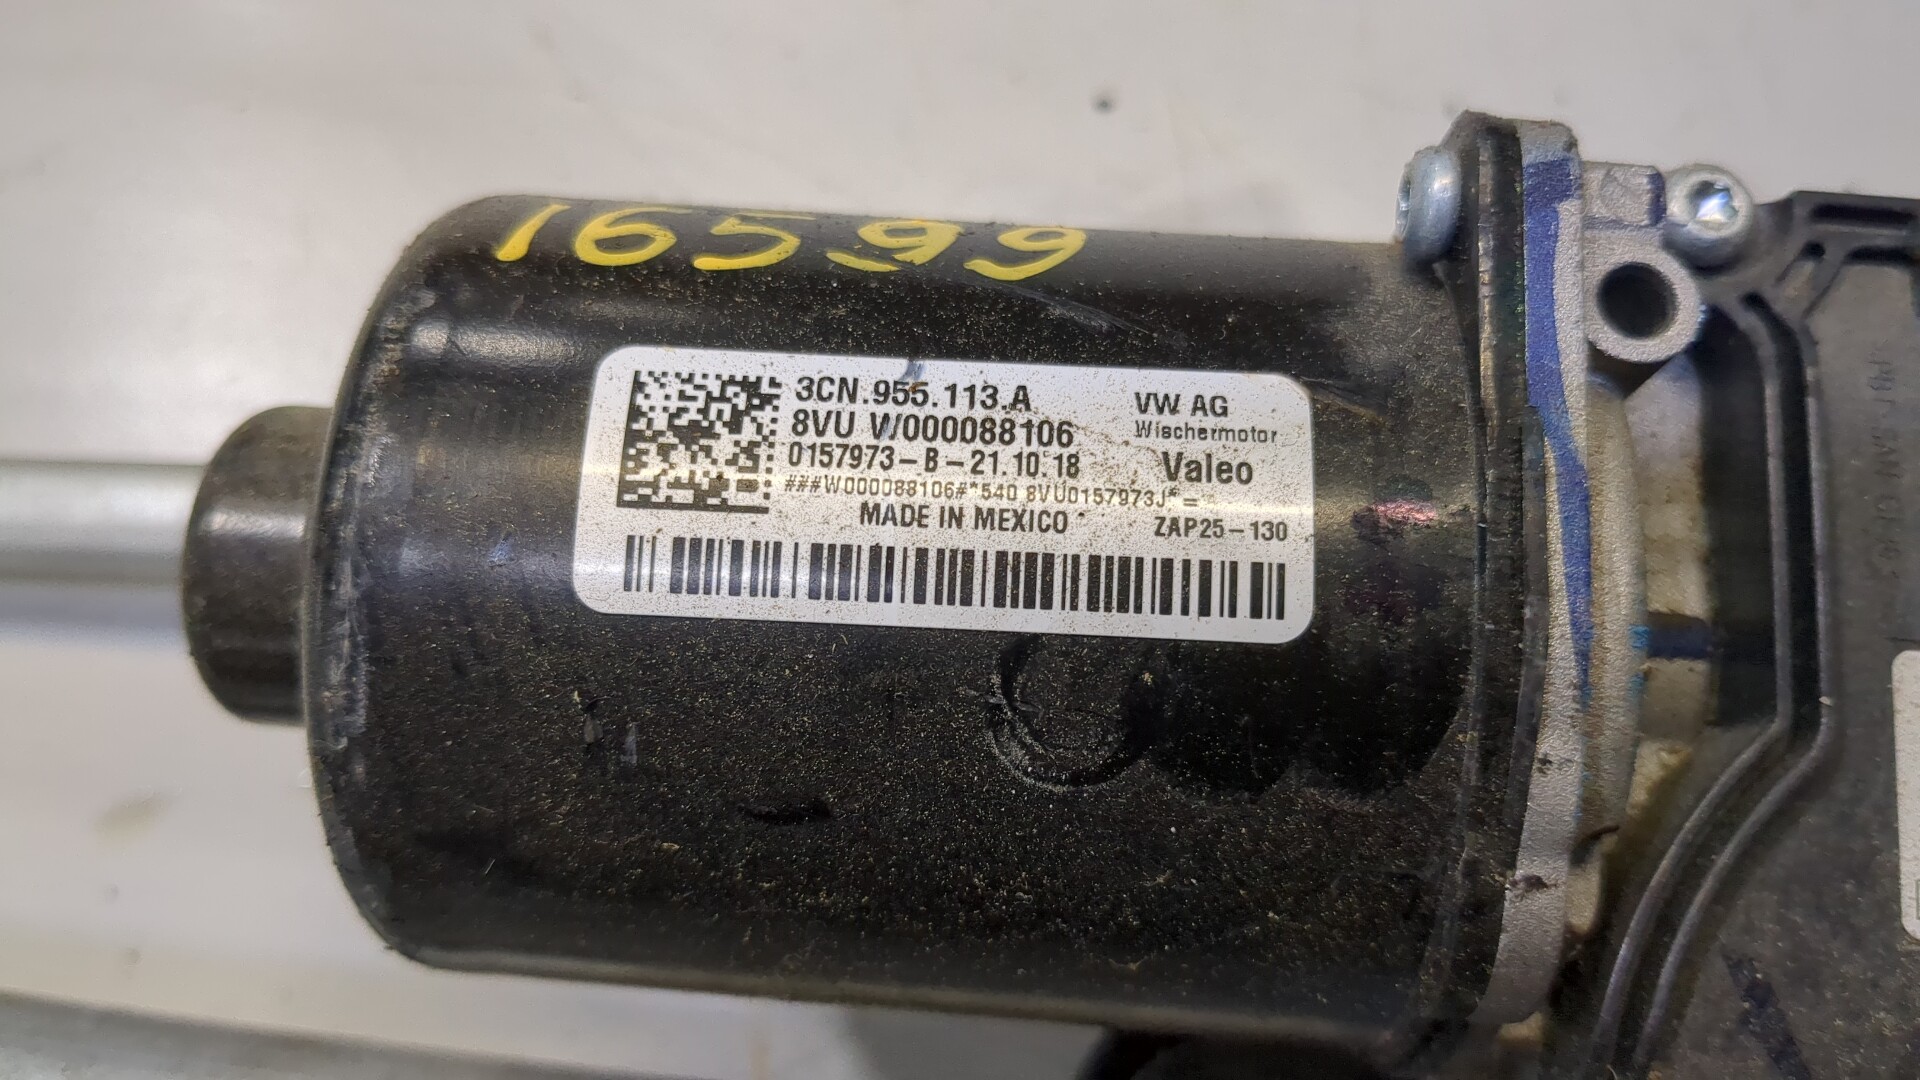 16599
3CN.955.113.A
8VU W000088106
0157973-B-21.10.18
###W000088106#*540 8VU0157973J*=
MADE IN MEXICO
VW AG
Wischermotor
Valeo
ZAP25-130